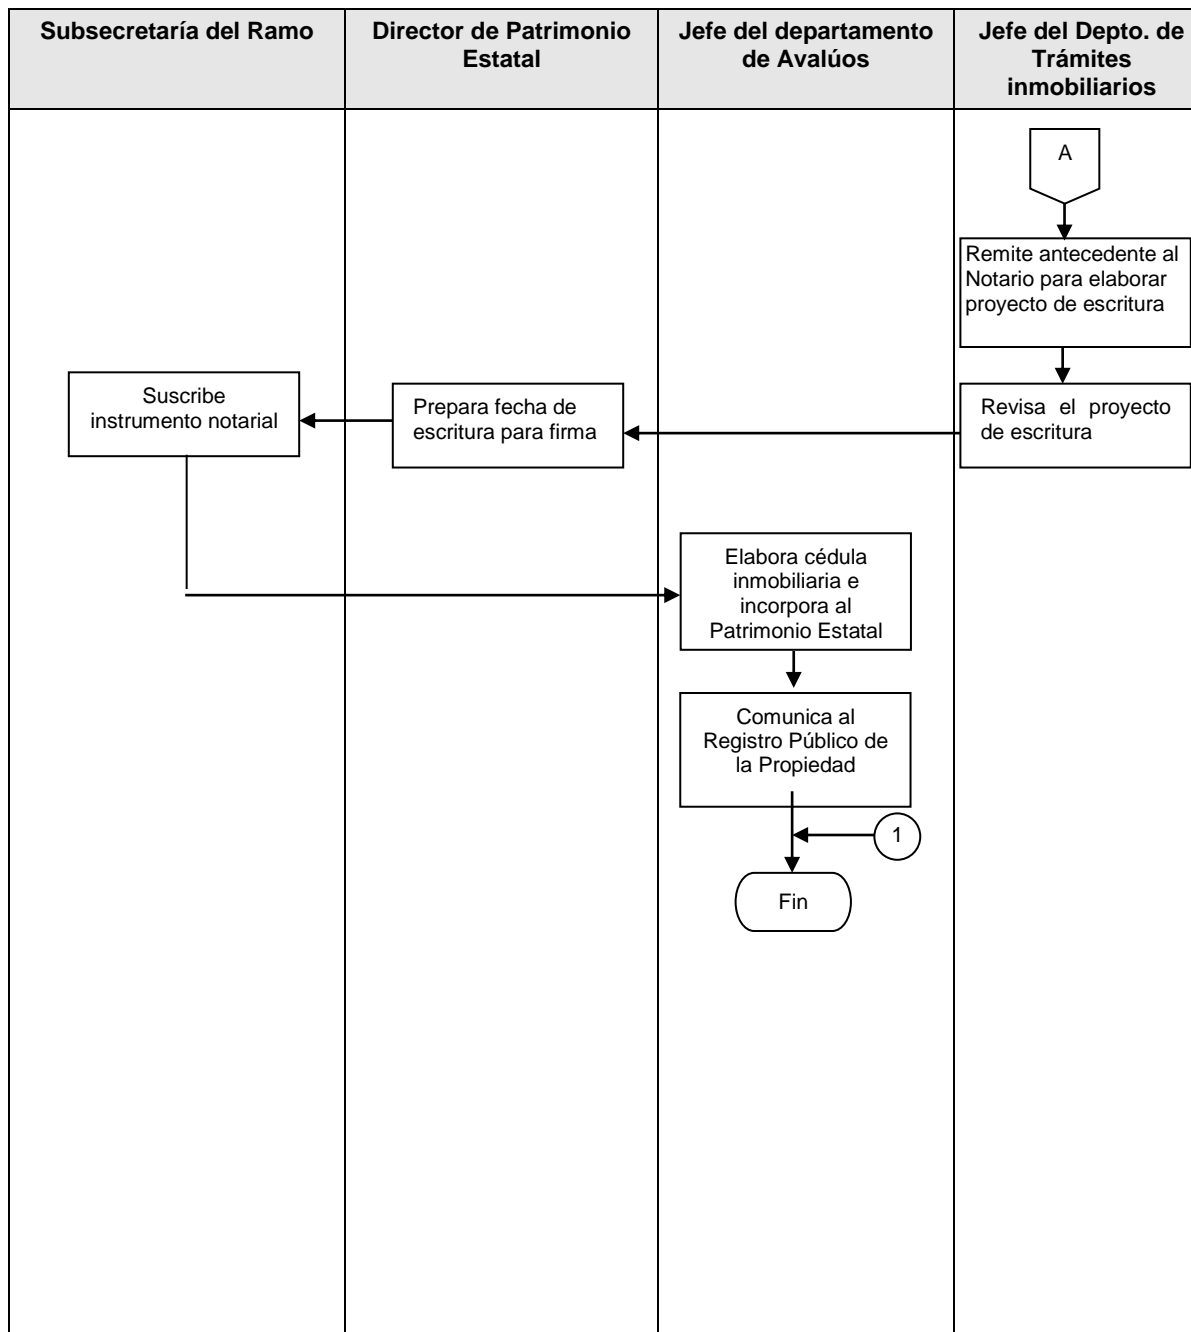 Subsecretaría del Ramo
Director de Patrimonio
Estatal
Jefe del departamento
de Avalúos
Jefe del Depto. de
Trámites
inmobiliarios
A
Remite antecedente al
Notario para elaborar
proyecto de escritura
Revisa el proyecto
de escritura
Prepara fecha de
escritura para firma
Suscribe
instrumento notarial
Elabora cédula
inmobiliaria e
incorpora al
Patrimonio Estatal
Comunica al
Registro Público de
la Propiedad
1
Fin